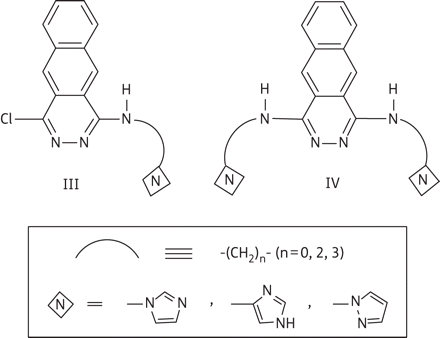 H
Cl N
N N
N
III
H H
N N
N N
N N
IV
-(CH₂)ₙ- (n=0, 2, 3)
N = -N N , N NH , -N N